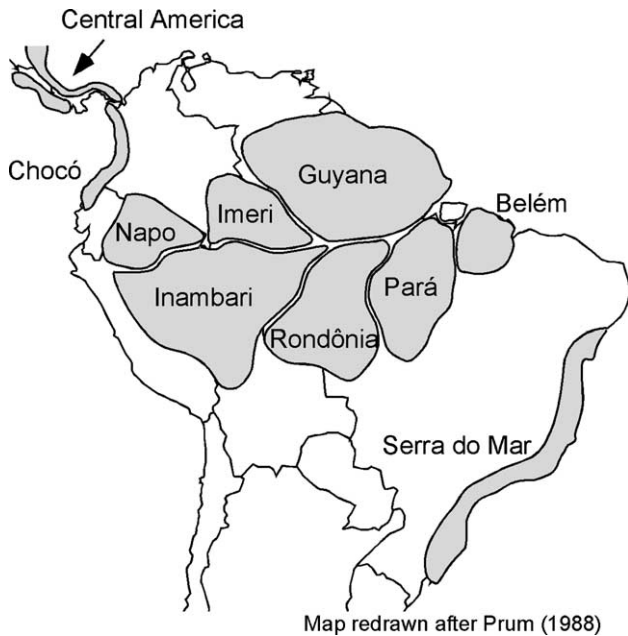 Central America
Chocó
Guyana
Belém
Imeri
Napo
Pará
Inambari
Rondônia
Serra do Mar
Map redrawn after Prum (1988)